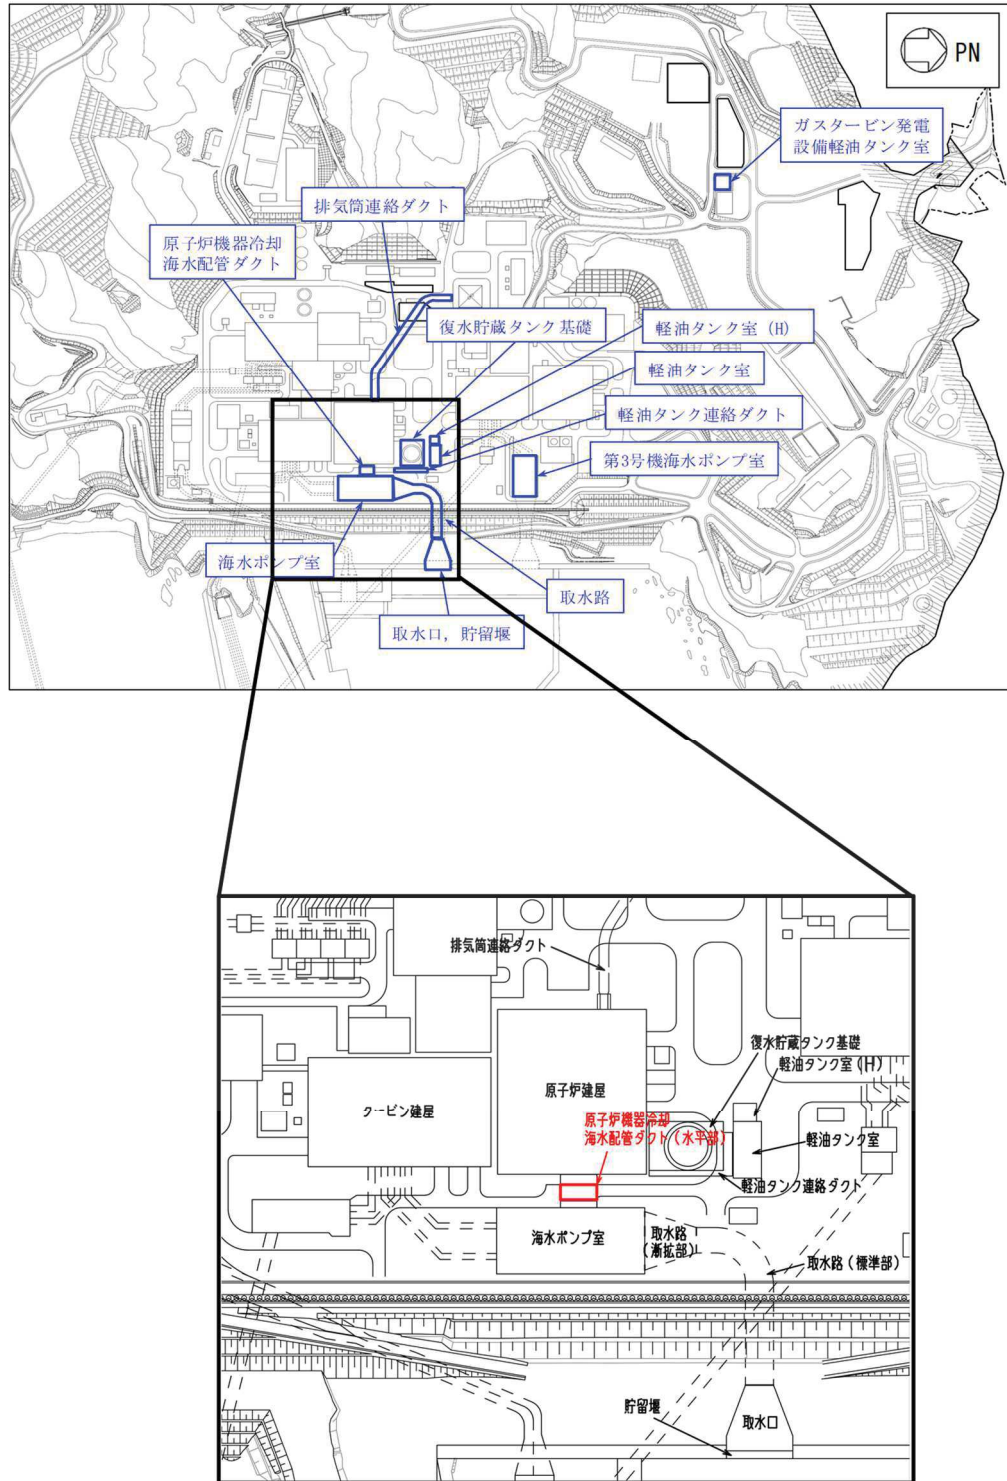 PN
ガスタービン発電
設備軽油タンク室
排気筒連絡ダクト
原子炉機器冷却
海水配管ダクト
復水貯蔵タンク基礎
軽油タンク室 (H)
軽油タンク室
軽油タンク連絡ダクト
第3号機海水ポンプ室
海水ポンプ室
取水路
取水口，貯留堰
排気筒連絡ダクト
復水貯蔵タンク基礎
軽油タンク室(H)
原子炉建屋
タービン建屋
原子炉機器冷却
海水配管ダクト(水平部)
軽油タンク室
軽油タンク連絡ダクト
海水ポンプ室
取水路
(漸拡部)
取水路(標準部)
貯留堰
取水口